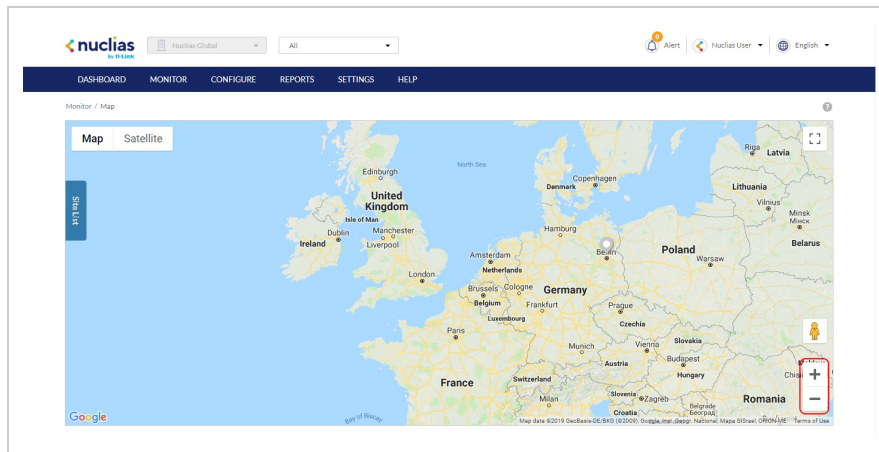 nuclias
by D-Link
Nuclias Global
All
0
Alert
Nuclias User
English
DASHBOARD MONITOR CONFIGURE REPORTS SETTINGS HELP
Monitor / Map
?
Map Satellite
Site List
North Sea
Edinburgh
United
Kingdom
Isle of Man
Dublin
Manchester
Ireland
Liverpool
London
Copenhagen
Denmark
Riga
Latvia
Lithuania
Vilnius
Minsk
Мінск
Belarus
Hamburg
Berlin
Poland
Warsaw
Amsterdam
Netherlands
Brussels
Cologne
Germany
Belgium
Frankfurt
Luxembourg
Prague
Czechia
Paris
Munich
Vienna
Slovakia
Austria
Budapest
Hungary
France
Switzerland
Milan
Slovenia
Zagreb
Croatia
Belgrade
Београд
Romania
+
−
Bay of Biscay
Google
Map data ©2019 GeoBasis-DE/BKG (©2009), Google, Inst. Geogr. Nacional, Mapa GISrael, ORION-ME
Terms of Use